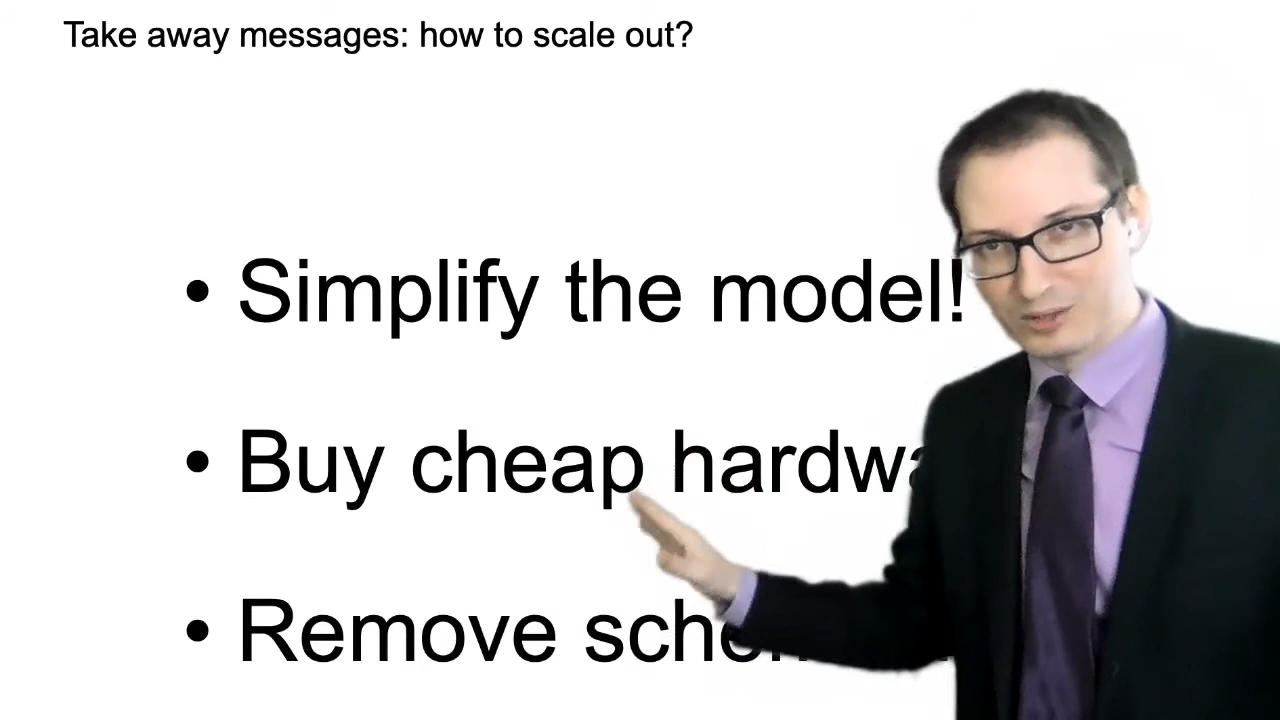 Take away messages: how to scale out?
• Simplify the model!
• Buy cheap
• Remove